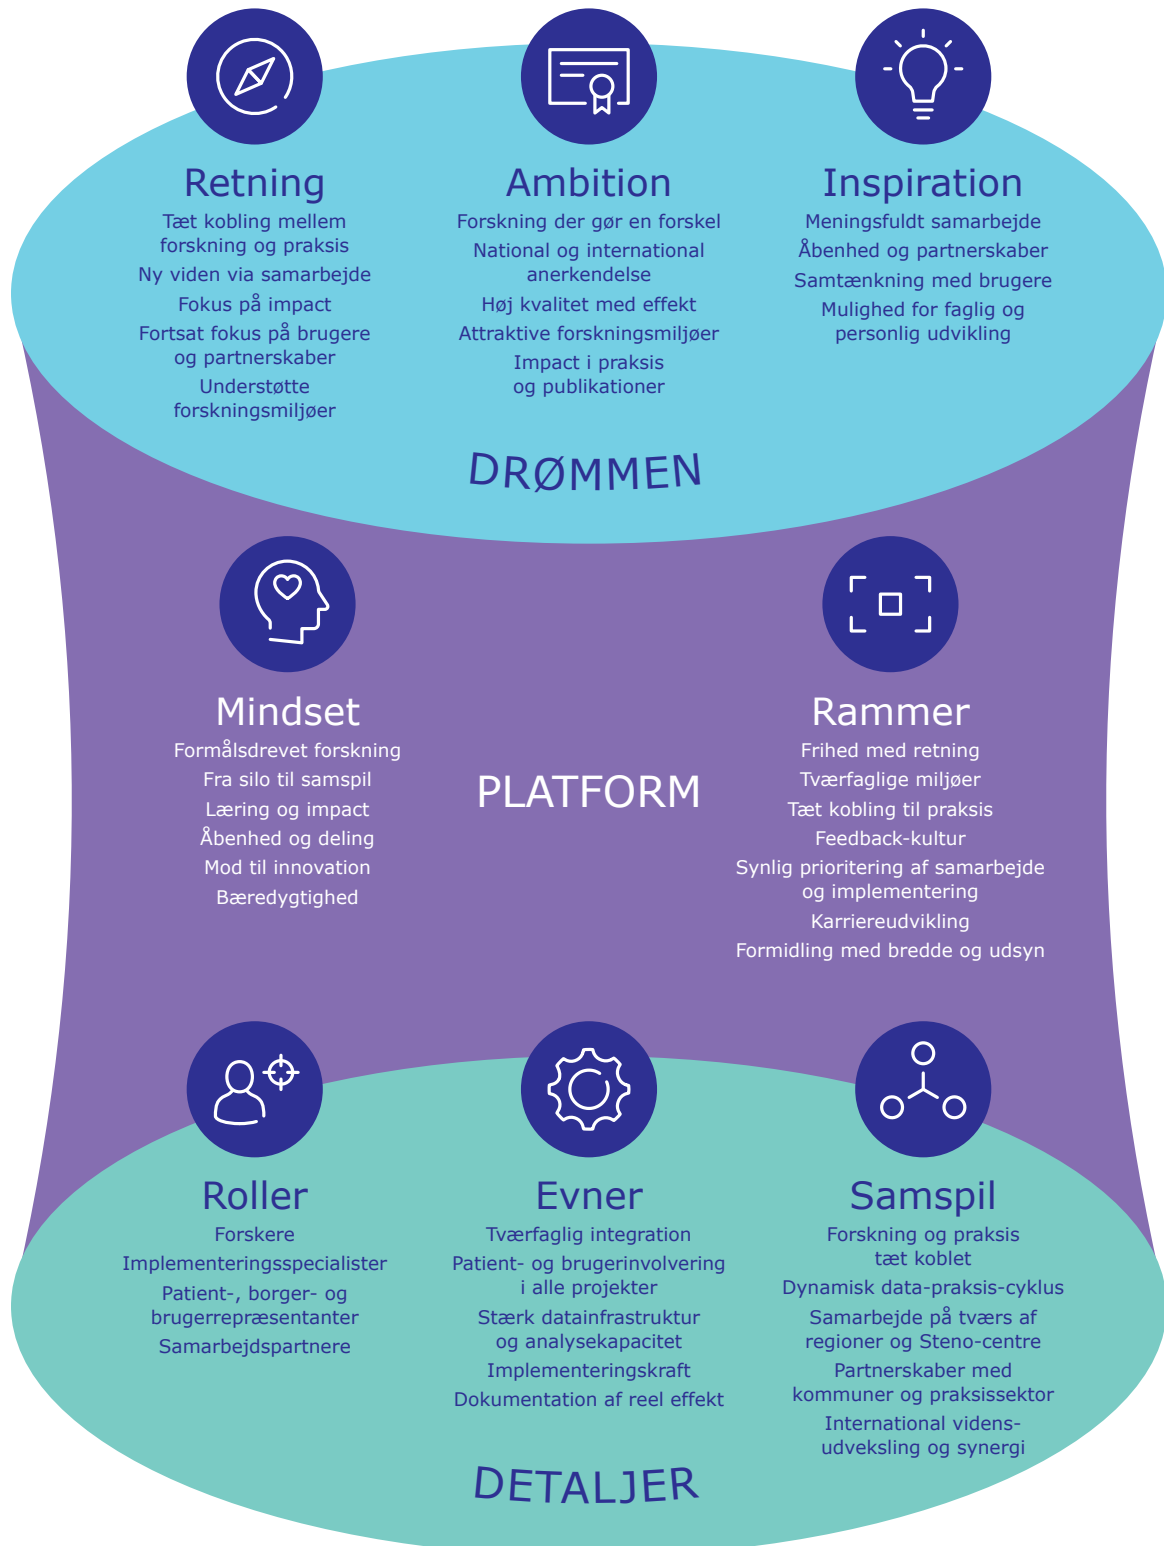 Retning
Tæt kobling mellem
forskning og praksis
Ny viden via samarbejde
Fokus på impact
Fortsat fokus på brugere
og partnerskaber
Understøtte
forskningsmiljøer
Ambition
Forskning der gør en forskel
National og international
anerkendelse
Høj kvalitet med effekt
Attraktive forskningsmiljøer
Impact i praksis
og publikationer
Inspiration
Meningsfuldt samarbejde
Åbenhed og partnerskaber
Samtænkning med brugere
Mulighed for faglig og
personlig udvikling
DRØMMEN
Mindset
Formålsdrevet forskning
Fra silo til samspil
Læring og impact
Åbenhed og deling
Mod til innovation
Bæredygtighed
PLATFORM
Rammer
Frihed med retning
Tværfaglige miljøer
Tæt kobling til praksis
Feedback-kultur
Synlig prioritering af samarbejde
og implementering
Karriereudvikling
Formidling med bredde og udsyn
Roller
Forskere
Implementeringsspecialister
Patient-, borger- og
brugerrepræsentanter
Samarbejdspartnere
Evner
Tværfaglig integration
Patient- og brugerinvolvering
i alle projekter
Stærk datainfrastruktur
og analysekapacitet
Implementeringskraft
Dokumentation af reel effekt
Samspil
Forskning og praksis
tæt koblet
Dynamisk data-praksis-cyklus
Samarbejde på tværs af
regioner og Steno-centre
Partnerskaber med
kommuner og praksissektor
International videns-
udveksling og synergi
DETALJER